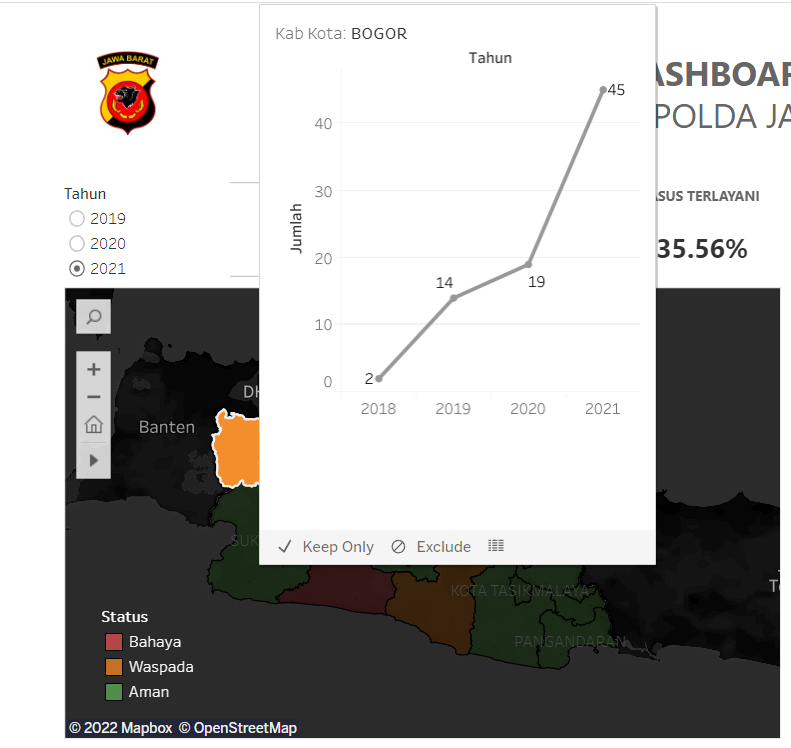 Kab Kota: BOGOR
JAWA BARAT
Tahun
ASHBOAR
POLDA JA
45
40
30
20
10
0
Jumlah
14
19
2
2018 2019 2020 2021
Tahun
2019
2020
2021
ASUS TERLAYANI
35.56%
DK
Banten
Keep Only Exclude
SUK
KOTA TASIKMALAYA
PANGANDARAN
Status
Bahaya
Waspada
Aman
© 2022 Mapbox © OpenStreetMap